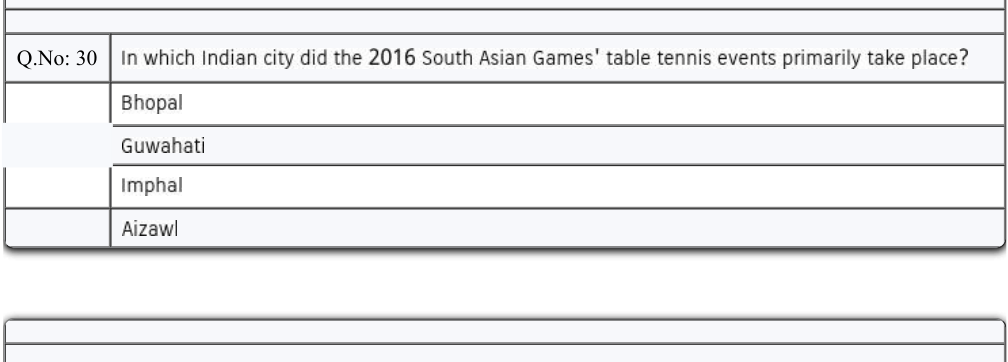 Q.No: 30 In which Indian city did the 2016 South Asian Games' table tennis events primarily take place?
Bhopal
Guwahati
Imphal
Aizawl